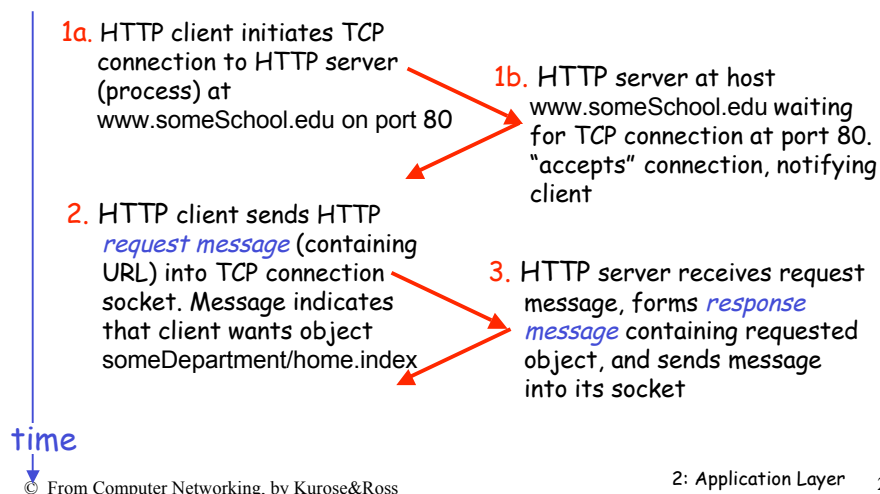 1a. HTTP client initiates TCP
connection to HTTP server
(process) at
www.someSchool.edu on port 80
1b. HTTP server at host
www.someSchool.edu waiting
for TCP connection at port 80.
“accepts” connection, notifying
client
2. HTTP client sends HTTP
request message (containing
URL) into TCP connection
socket. Message indicates
that client wants object
someDepartment/home.index
3. HTTP server receives request
message, forms response
message containing requested
object, and sends message
into its socket
time
© From Computer Networking, by Kurose&Ross
2: Application Layer